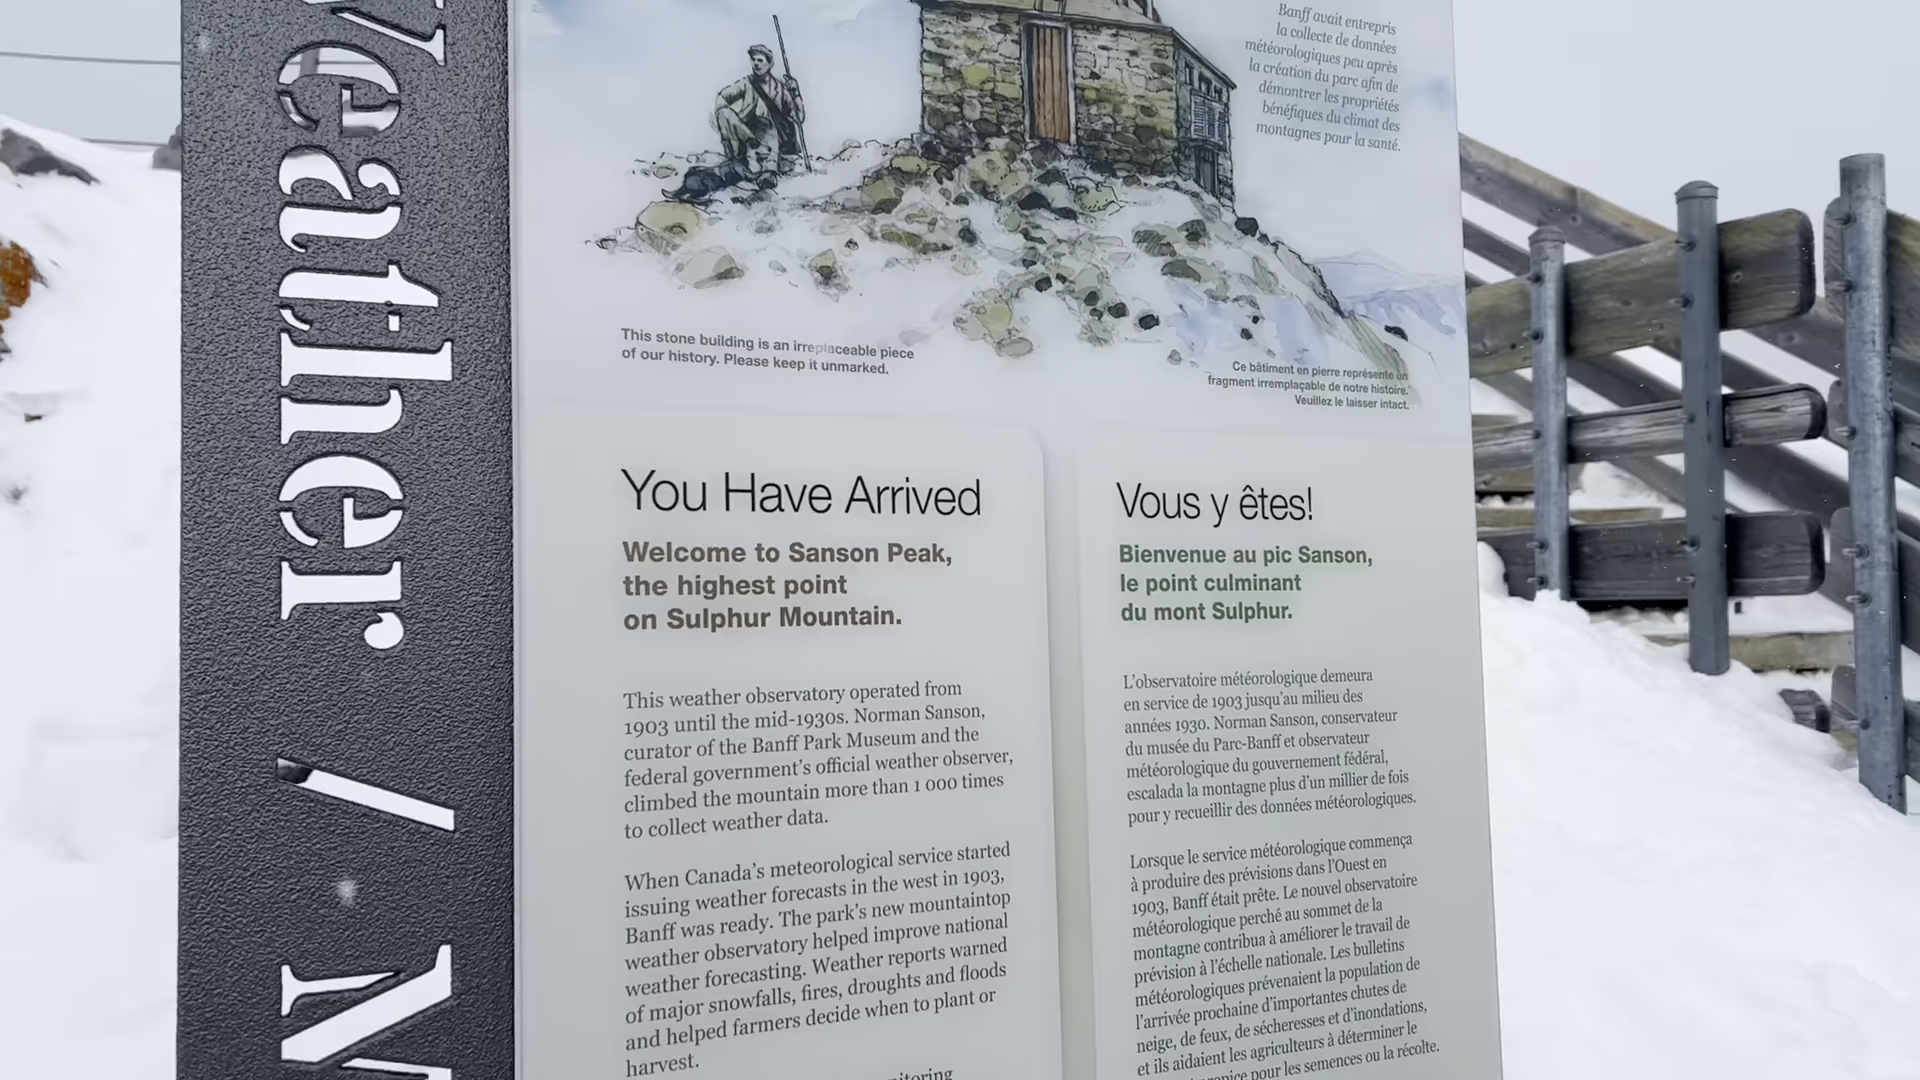 Weather / M
Banff avait entrepris
la collecte de données
météorologiques peu après
la création du parc afin de
démontrer les propriétés
bénéfiques du climat des
montagnes pour la santé.
This stone building is an irreplaceable piece
of our history. Please keep it unmarked.
Ce bâtiment en pierre représente un
fragment irremplaçable de notre histoire.
Veuillez le laisser intact.
You Have Arrived
Welcome to Sanson Peak,
the highest point
on Sulphur Mountain.
This weather observatory operated from
1903 until the mid-1930s. Norman Sanson,
curator of the Banff Park Museum and the
federal government's official weather observer,
climbed the mountain more than 1 000 times
to collect weather data.
When Canada's meteorological service started
issuing weather forecasts in the west in 1903,
Banff was ready. The park's new mountaintop
weather observatory helped improve national
weather forecasting. Weather reports warned
of major snowfalls, fires, droughts and floods
and helped farmers decide when to plant or
harvest.
Vous y êtes!
Bienvenue au pic Sanson,
le point culminant
du mont Sulphur.
L'observatoire météorologique demeura
en service de 1903 jusqu'au milieu des
années 1930. Norman Sanson, conservateur
du musée du Parc-Banff et observateur
météorologique du gouvernement fédéral,
escalada la montagne plus d'un millier de fois
pour y recueillir des données météorologiques.
Lorsque le service météorologique commença
à produire des prévisions dans l'Ouest en
1903, Banff était prête. Le nouvel observatoire
météorologique perché au sommet de la
montagne contribua à améliorer le travail de
prévision à l'échelle nationale. Les bulletins
météorologiques prévenaient la population de
l'arrivée prochaine d'importantes chutes de
neige, de feux, de sécheresses et d'inondations,
et ils aidaient les agriculteurs à déterminer le
pour les semences ou la récolte.